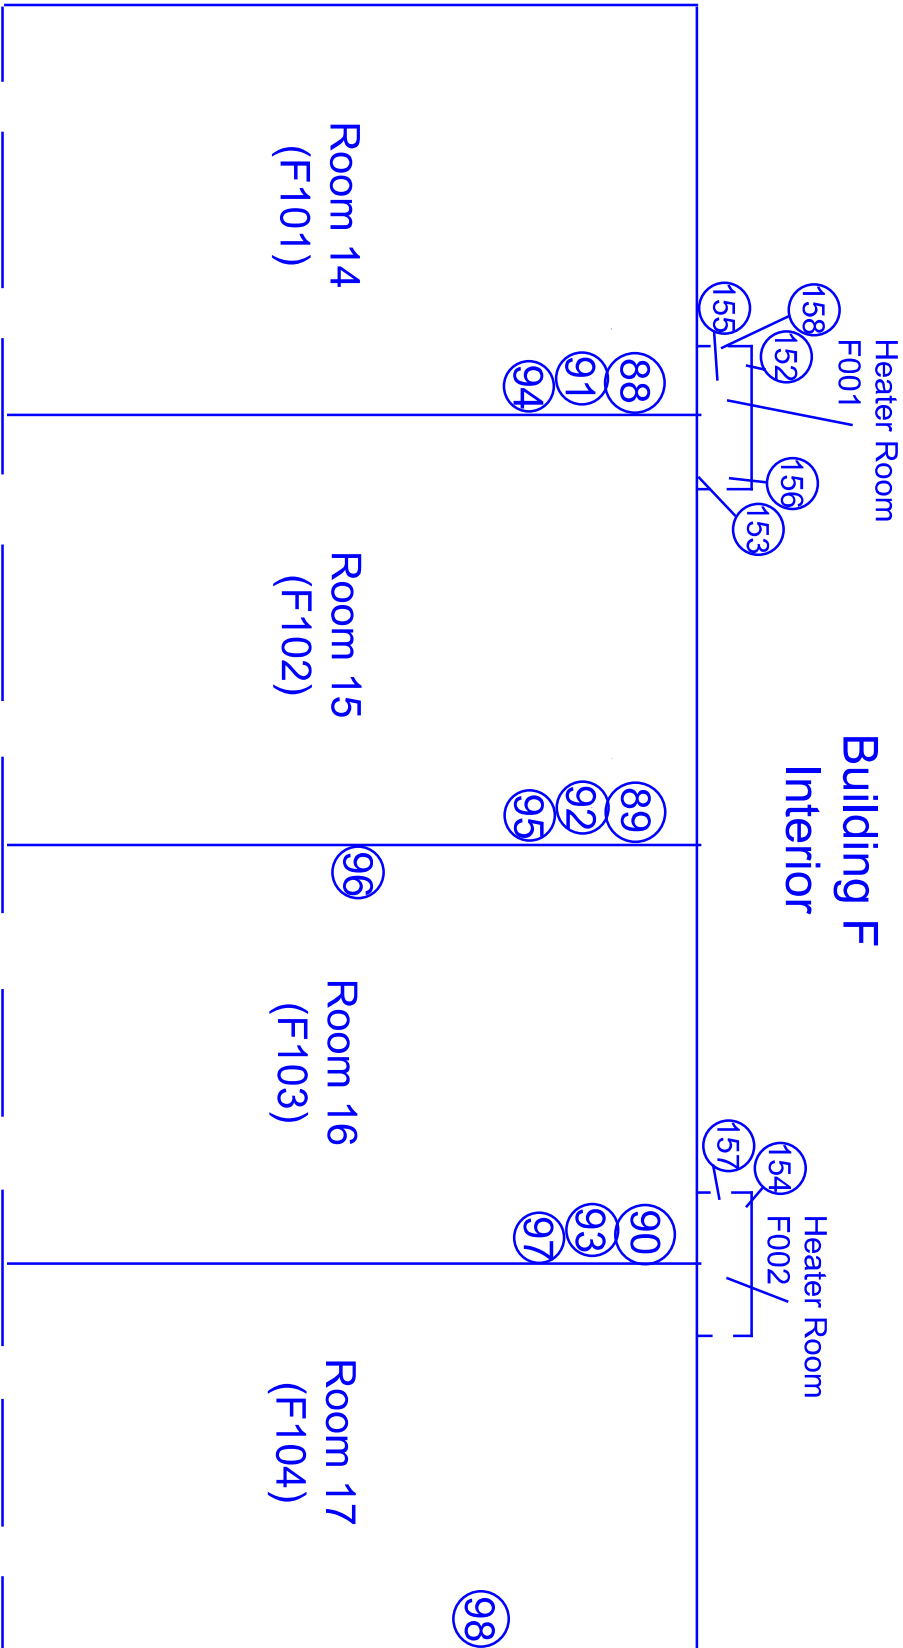 Building F
Interior
Heater Room
F001
158
152
155
156
153
Heater Room
F002
154
157
Room 14
(F101)
88
91
94
Room 15
(F102)
89
92
95
96
Room 16
(F103)
90
93
97
Room 17
(F104)
98